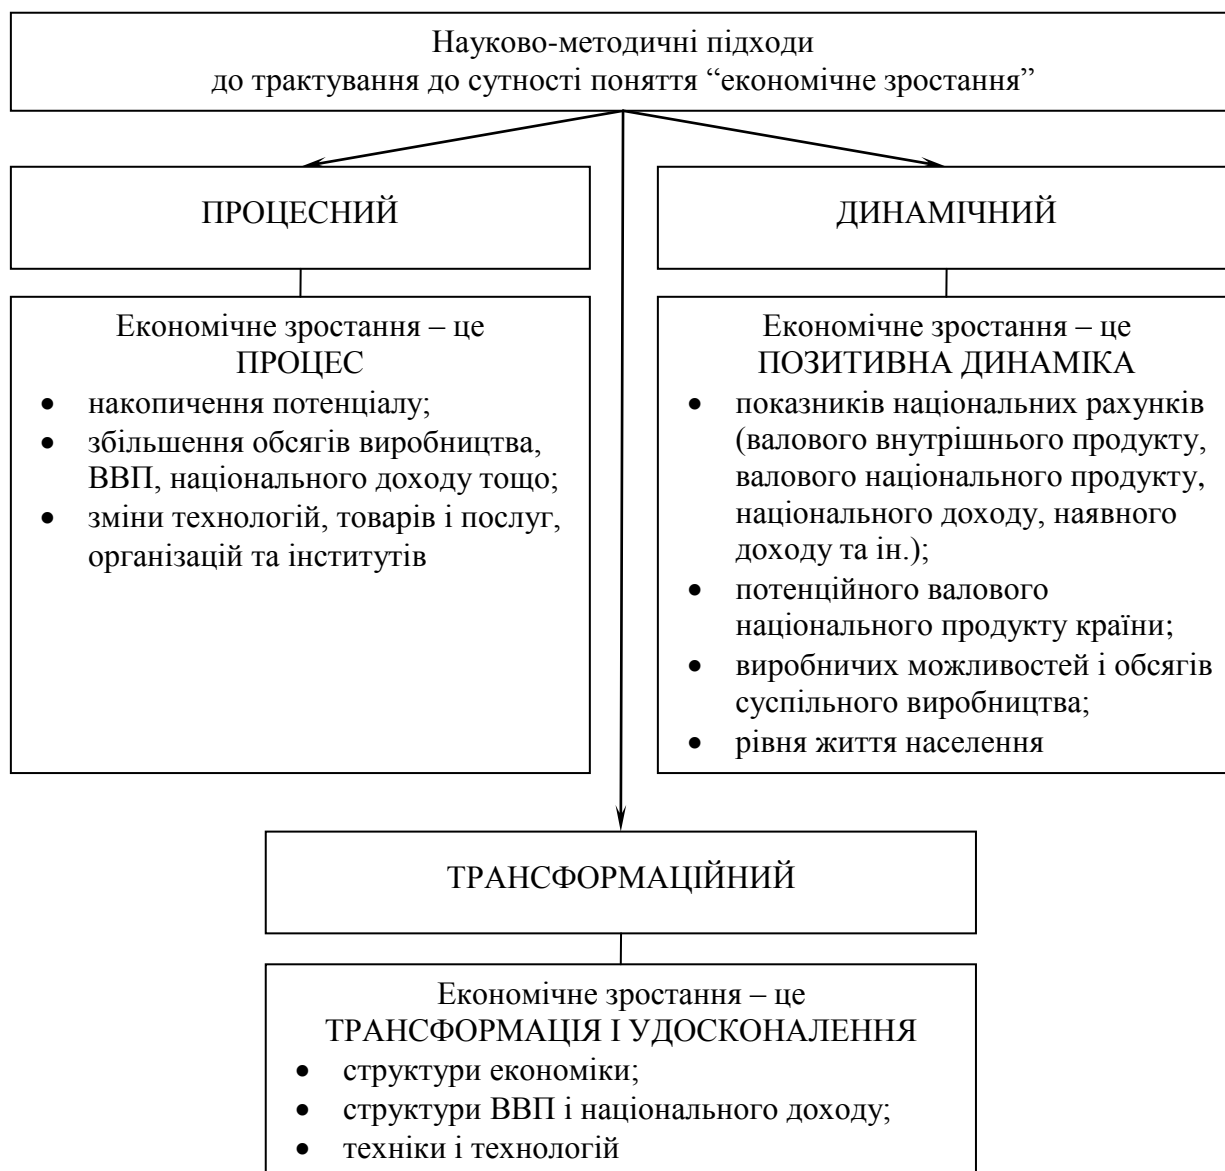 Науково-методичні підходи
до трактування до сутності поняття “економічне зростання”
ПРОЦЕСНИЙ
Економічне зростання – це
ПРОЦЕС
• накопичення потенціалу;
• збільшення обсягів виробництва,
ВВП, національного доходу тощо;
• зміни технологій, товарів і послуг,
організацій та інститутів
ДИНАМІЧНИЙ
Економічне зростання – це
ПОЗИТИВНА ДИНАМІКА
• показників національних рахунків
(валового внутрішнього продукту,
валового національного продукту,
національного доходу, наявного
доходу та ін.);
• потенційного валового
національного продукту країни;
• виробничих можливостей і обсягів
суспільного виробництва;
• рівня життя населення
ТРАНСФОРМАЦІЙНИЙ
Економічне зростання – це
ТРАНСФОРМАЦІЯ І УДОСКОНАЛЕННЯ
• структури економіки;
• структури ВВП і національного доходу;
• техніки і технологій